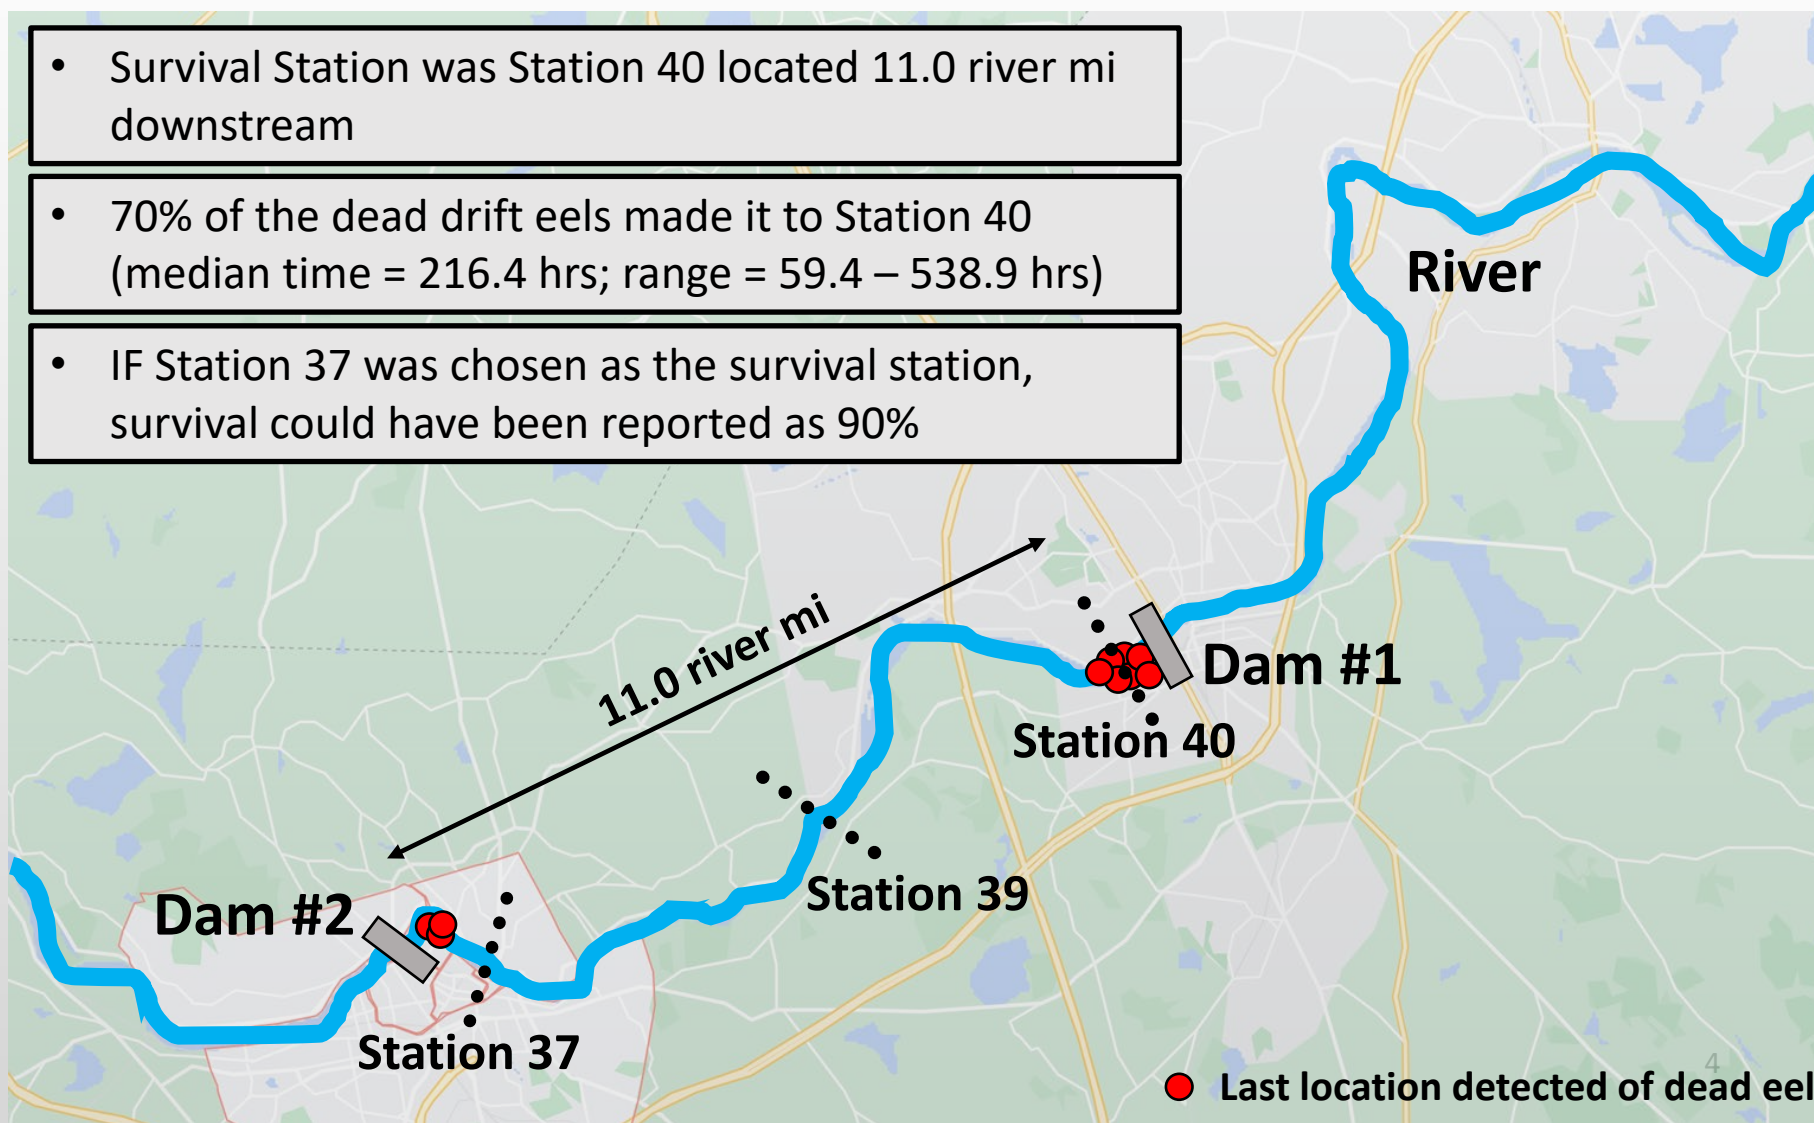 • Survival Station was Station 40 located 11.0 river mi
downstream
• 70% of the dead drift eels made it to Station 40
(median time = 216.4 hrs; range = 59.4 – 538.9 hrs)
• IF Station 37 was chosen as the survival station,
survival could have been reported as 90%
River
11.0 river mi
Dam #1
Station 40
Station 39
Dam #2
Station 37
4
Last location detected of dead eel